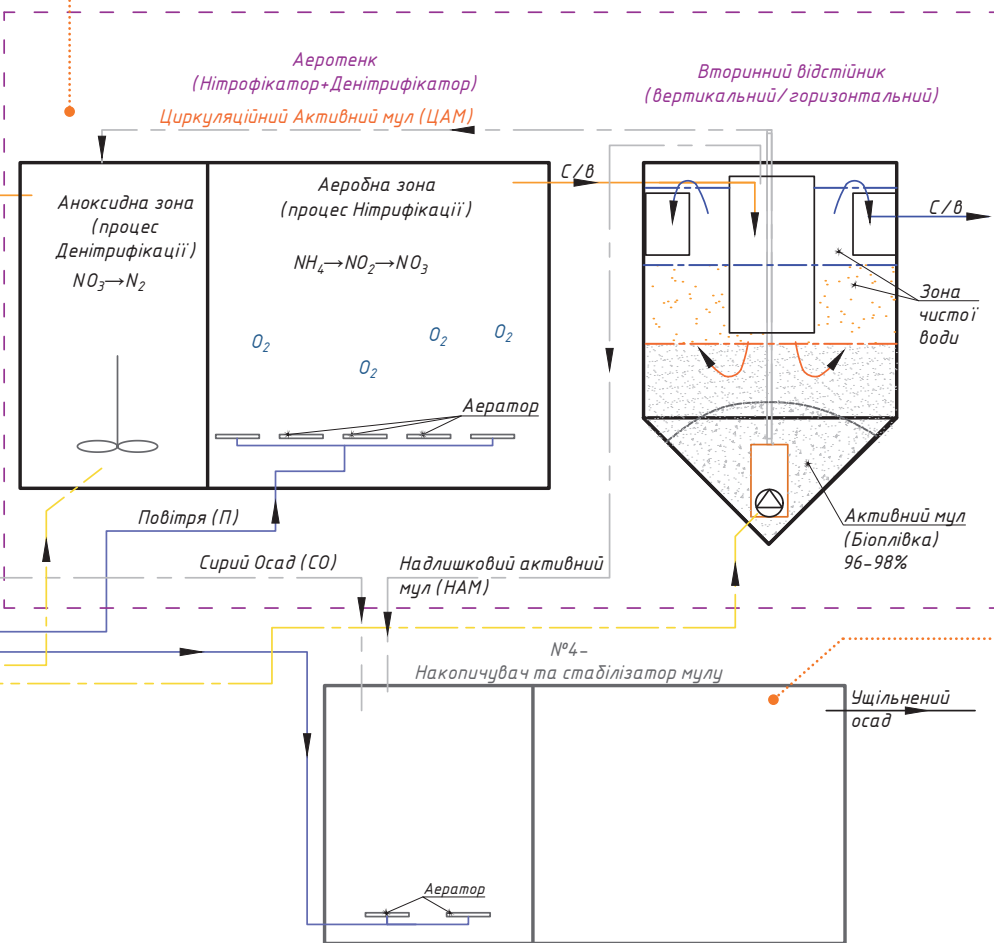 Аеротенк
(Нітрофікатор+Денітрифікатор)
Циркуляційний Активний мул (ЦАМ)
Вторинний відстійник
(вертикальний/горизонтальний)
Аноксидна зона
(процес
Денітрифікації)
NO₃→N₂
Аеробна зона
(процес Нітрифікації)
NH₄→NO₂→NO₃
O₂
O₂
O₂
O₂
Аератор
С/в
С/в
Зона
чистої
води
Активний мул
(Біоплівка)
96-98%
Повітря (П)
Сирий Осад (СО)
Надлишковий активний
мул (НАМ)
№4-
Накопичувач та стабілізатор мулу
Ущільнений
осад
Аератор